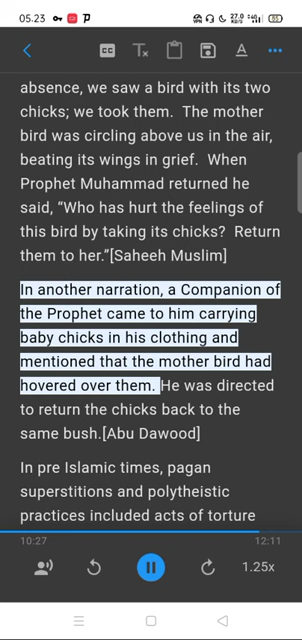 05.23
27.0
KB/S
CC
absence, we saw a bird with its two
chicks; we took them. The mother
bird was circling above us in the air,
beating its wings in grief. When
Prophet Muhammad returned he
said, "Who has hurt the feelings of
this bird by taking its chicks? Return
them to her."[Saheeh Muslim]
In another narration, a Companion of
the Prophet came to him carrying
baby chicks in his clothing and
mentioned that the mother bird had
hovered over them. He was directed
to return the chicks back to the
same bush.[Abu Dawood]
In pre Islamic times, pagan
superstitions and polytheistic
practices included acts of torture
10:27 12:11
1.25x